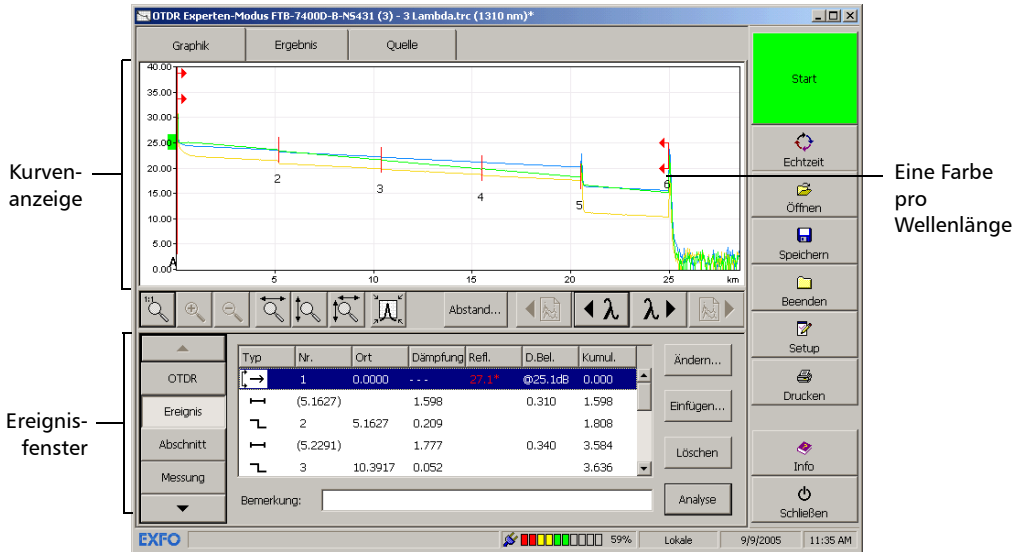 OTDR Experten-Modus FTB-7400D-B-NS431 (3) - 3 Lambda.trc (1310 nm)*
Graphik Ergebnis Quelle
40.00
35.00
30.00
25.00
20.00
15.00
10.00
5.00
0.00
A
2
3
4
5
6
5 10 15 20 25 km
Kurven-
anzeige
Eine Farbe
pro
Wellenlänge
1:1
Abstand...
λ λ
Start
Echtzeit
Öffnen
Speichern
Beenden
Setup
Drucken
Info
Schließen
Ereignis-
fenster
OTDR
Ereignis
Abschnitt
Messung
Typ Nr. Ort Dämpfung Refl. D.Bel. Kumul.
1 0.0000 --- 27.1* @25.1dB 0.000
(5.1627) 1.598 0.310 1.598
2 5.1627 0.209 1.808
(5.2291) 1.777 0.340 3.584
3 10.3917 0.052 3.636
Ändern...
Einfügen...
Löschen
Analyse
Bemerkung:
EXFO 59% Lokale 9/9/2005 11:35 AM